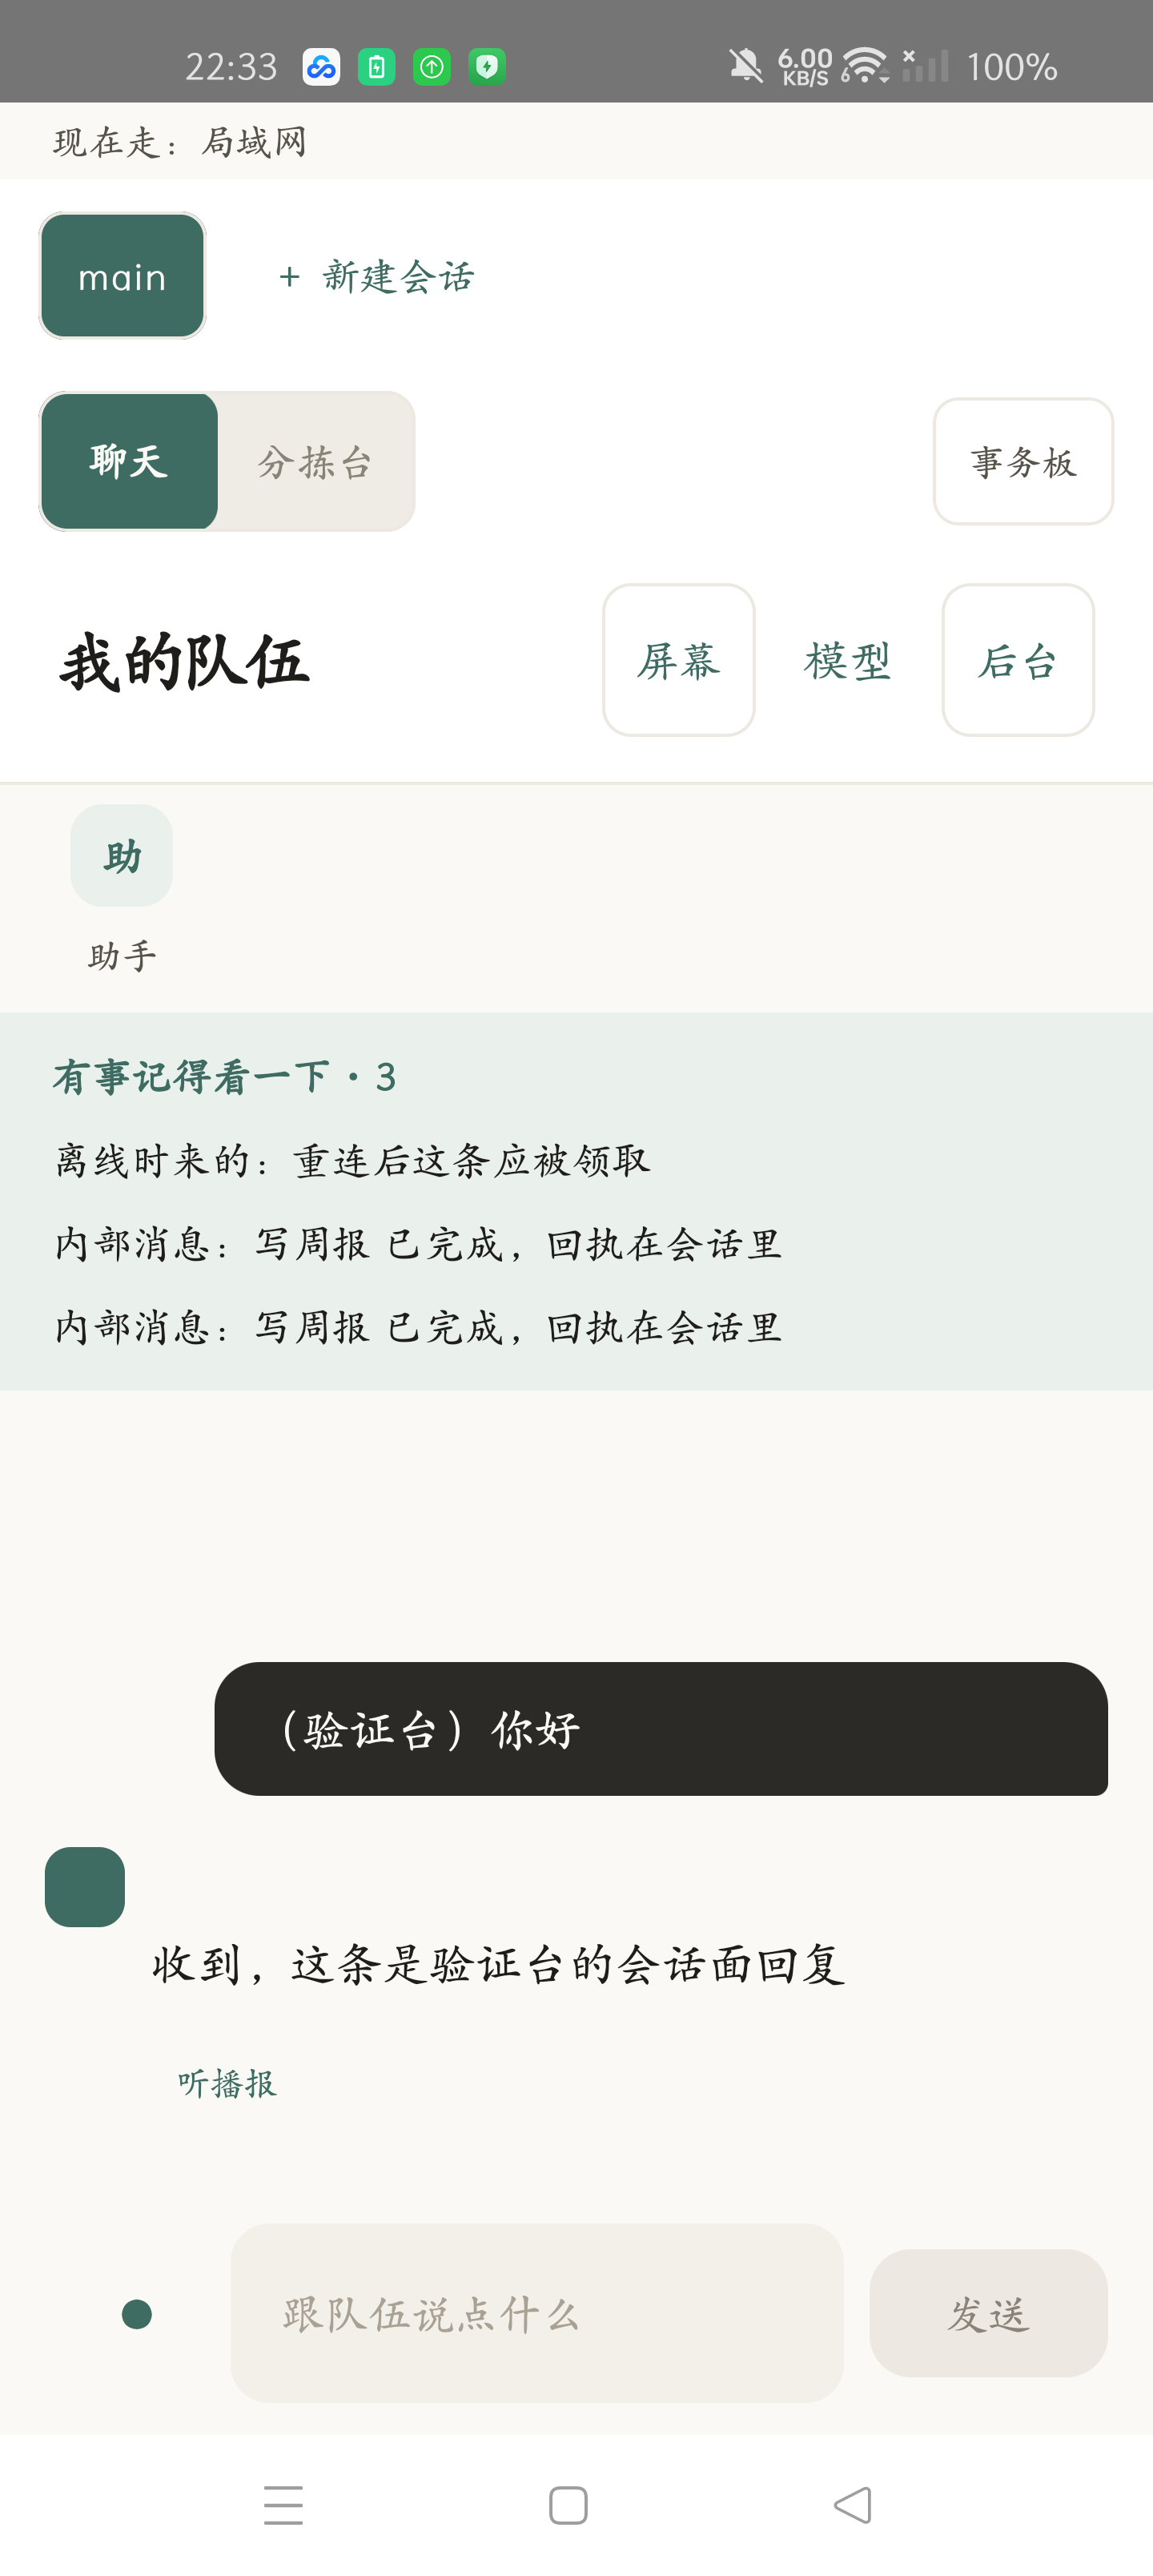 22:33 6.00 KB/S 6 100%
现在走：局域网
main + 新建会话
聊天 分拣台 事务板
我的队伍 屏幕 模型 后台
助
助手
有事记得看一下 · 3
离线时来的：重连后这条应被领取
内部消息：写周报 已完成，回执在会话里
内部消息：写周报 已完成，回执在会话里
（验证台）你好
收到，这条是验证台的会话面回复
听播报
跟队伍说点什么 发送